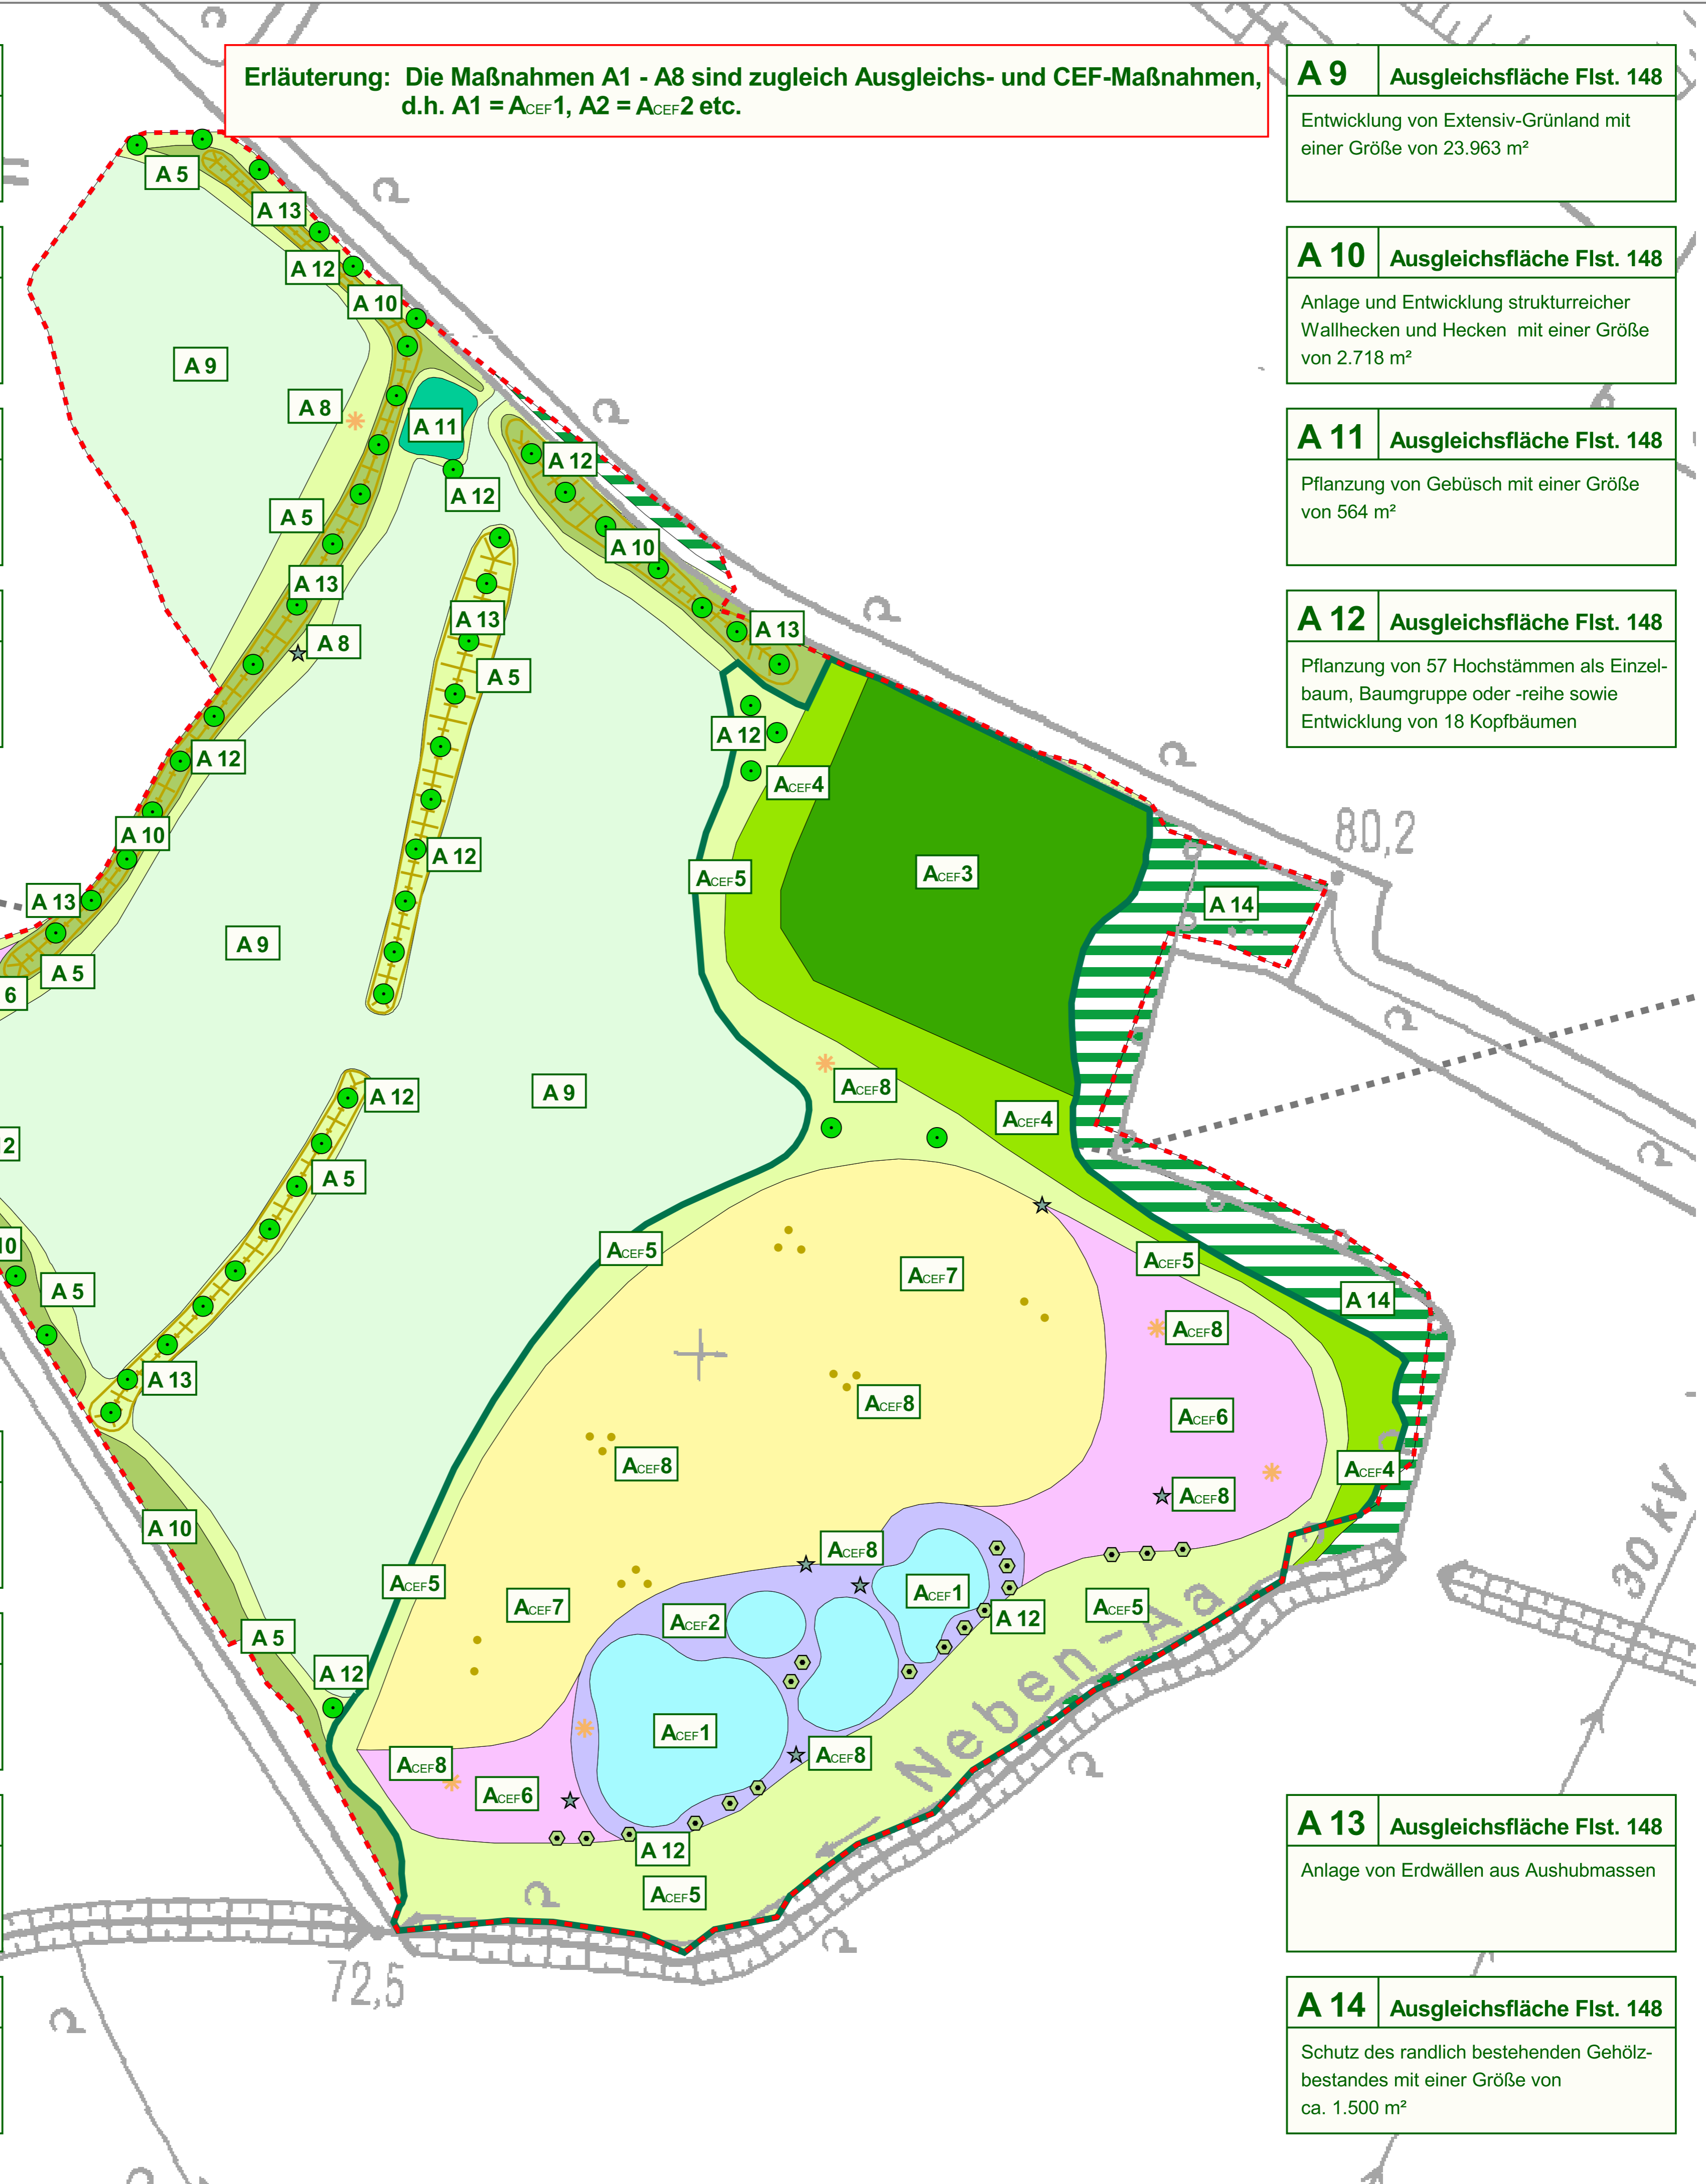 Erläuterung: Die Maßnahmen A1 - A8 sind zugleich Ausgleichs- und CEF-Maßnahmen,
d.h. A1 = ACEF1, A2 = ACEF2 etc.
A 9 Ausgleichsfläche Flst. 148
Entwicklung von Extensiv-Grünland mit
einer Größe von 23.963 m²
A 10 Ausgleichsfläche Flst. 148
Anlage und Entwicklung strukturreicher
Wallhecken und Hecken mit einer Größe
von 2.718 m²
A 11 Ausgleichsfläche Flst. 148
Pflanzung von Gebüsch mit einer Größe
von 564 m²
A 12 Ausgleichsfläche Flst. 148
Pflanzung von 57 Hochstämmen als Einzel-
baum, Baumgruppe oder -reihe sowie
Entwicklung von 18 Kopfbäumen
A 13 Ausgleichsfläche Flst. 148
Anlage von Erdwällen aus Aushubmassen
A 14 Ausgleichsfläche Flst. 148
Schutz des randlich bestehenden Gehölz-
bestandes mit einer Größe von
ca. 1.500 m²
A 5
A 13
A 12
A 10
A 9
A 8
A 11
A 12
A 12
A 5
A 10
A 13
A 13
A 13
A 8
A 5
A 12
A 12
ACEF4
80,2
A 10
A 12
ACEF3
ACEF5
A 13
A 14
A 9
A 5
6
ACEF8
A 9
A 12
ACEF4
12
A 5
10
ACEF5
ACEF5
ACEF7
A 5
A 14
ACEF8
A 13
ACEF8
ACEF6
ACEF8
ACEF4
ACEF8
A 10
30 kV
ACEF8
ACEF5
ACEF1
ACEF7
ACEF5
A 12
ACEF2
A 5
Neben-Aa
A 12
ACEF1
ACEF8
ACEF8
ACEF6
A 12
ACEF5
72,5